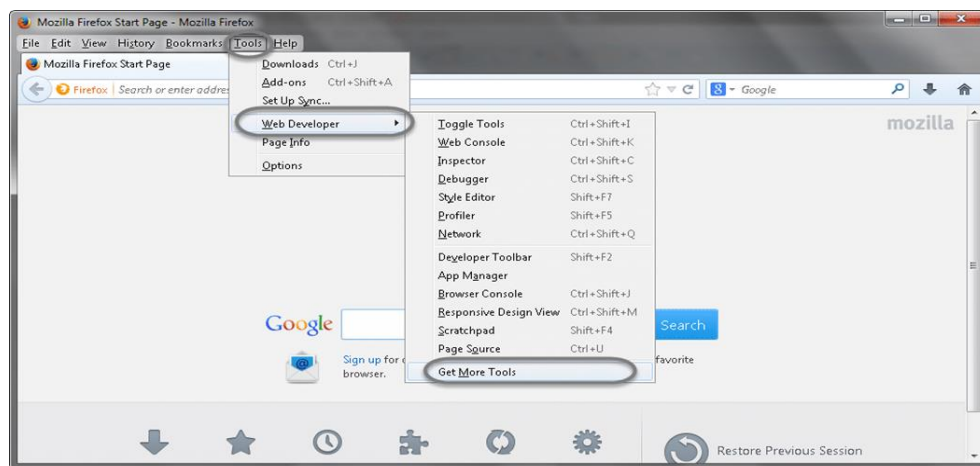 Mozilla Firefox Start Page - Mozilla Firefox
File Edit View History Bookmarks Tools Help
Mozilla Firefox Start Page
Firefox Search or enter addres
8 Google
Downloads Ctrl+J
Add-ons Ctrl+Shift+A
Set Up Sync...
Web Developer
Page Info
Options
mozilla
Toggle Tools Ctrl+Shift+I
Web Console Ctrl+Shift+K
Inspector Ctrl+Shift+C
Debugger Ctrl+Shift+S
Style Editor Shift+F7
Profiler Shift+F5
Network Ctrl+Shift+Q
Developer Toolbar Shift+F2
App Manager
Browser Console Ctrl+Shift+J
Responsive Design View Ctrl+Shift+M
Scratchpad Shift+F4
Page Source Ctrl+U
Get More Tools
Google
Search
Sign up for
favorite
browser.
Restore Previous Session